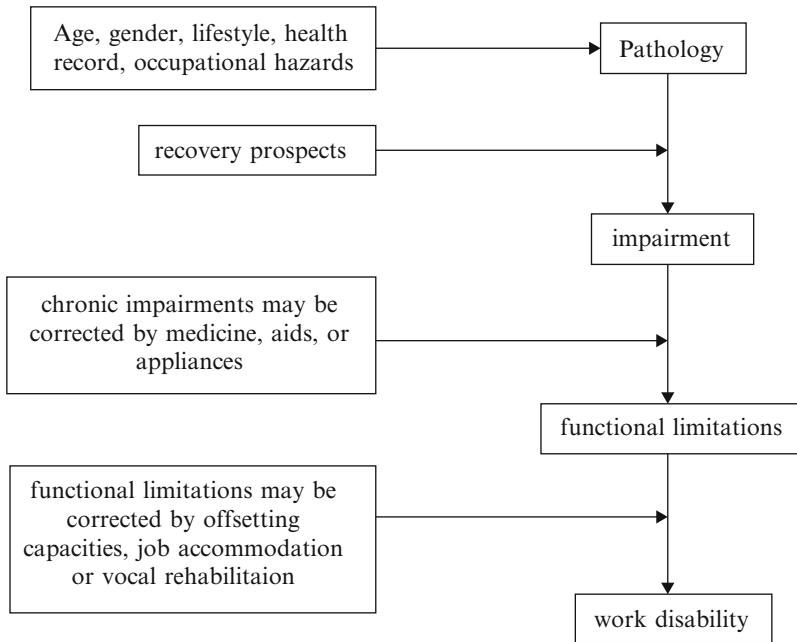 Age, gender, lifestyle, health
record, occupational hazards
Pathology
recovery prospects
impairment
chronic impairments may be
corrected by medicine, aids, or
appliances
functional limitations
functional limitations may be
corrected by offsetting
capacities, job accommodation
or vocal rehabilitaion
work disability